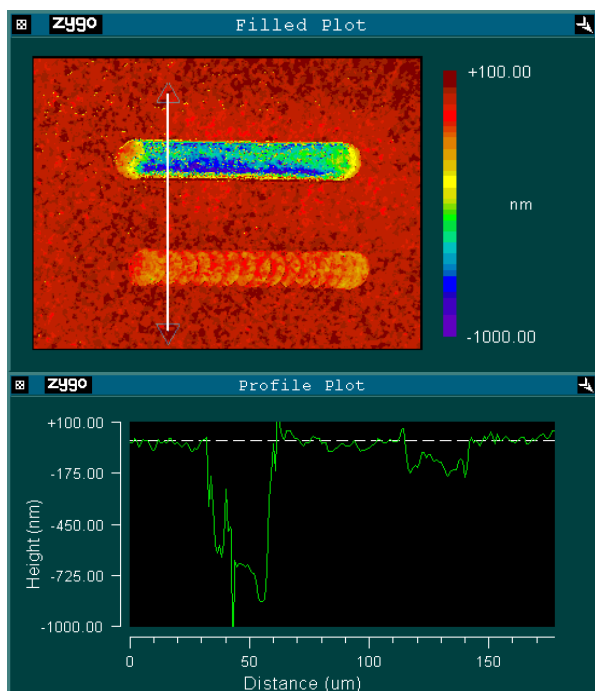 zygo Filled Plot
+100.00
nm
-1000.00
zygo Profile Plot
+100.00
-175.00
-450.00
-725.00
-1000.00
Height (nm)
0 50 100 150
Distance (um)